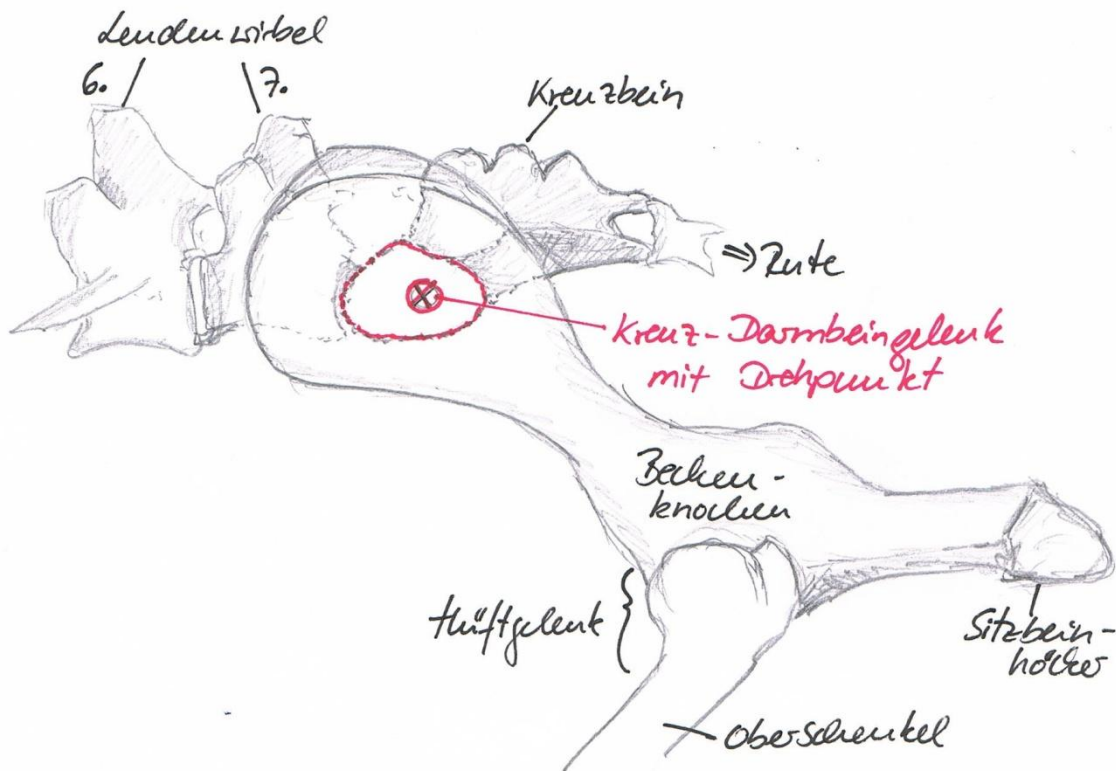 Lendenwirbel
6. 7.
Kreuzbein
⇒ Rute
Kreuz-Darmbeingelenk
mit Drehpunkt
Becken-
knochen
Hüftgelenk
Sitzbein-
höcker
Oberschenkel